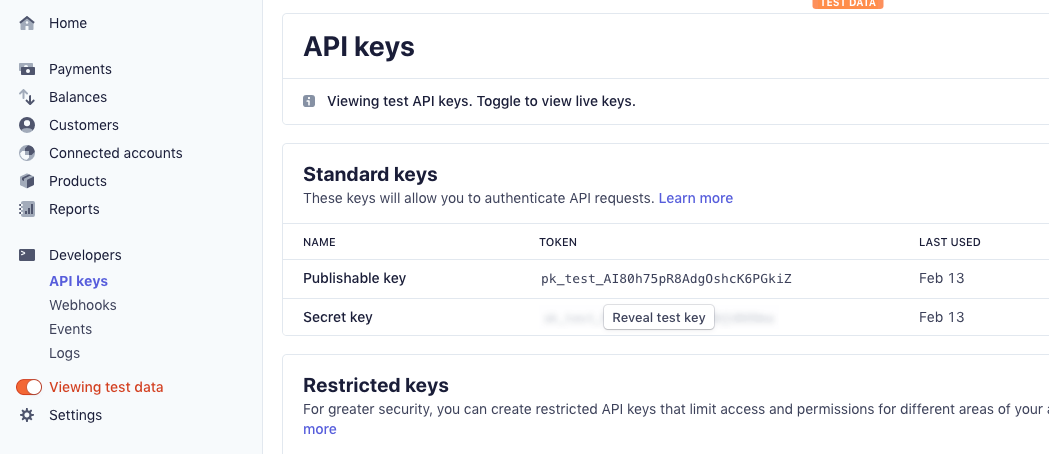 TEST DATA
Home
Payments
Balances
Customers
Connected accounts
Products
Reports
Developers
API keys
Webhooks
Events
Logs
Viewing test data
Settings
API keys
Viewing test API keys. Toggle to view live keys.
Standard keys
These keys will allow you to authenticate API requests. Learn more
NAME TOKEN LAST USED
Publishable key pk_test_AI80h75pR8AdgOshcK6PGkiZ Feb 13
Secret key Reveal test key Feb 13
Restricted keys
For greater security, you can create restricted API keys that limit access and permissions for different areas of your
more